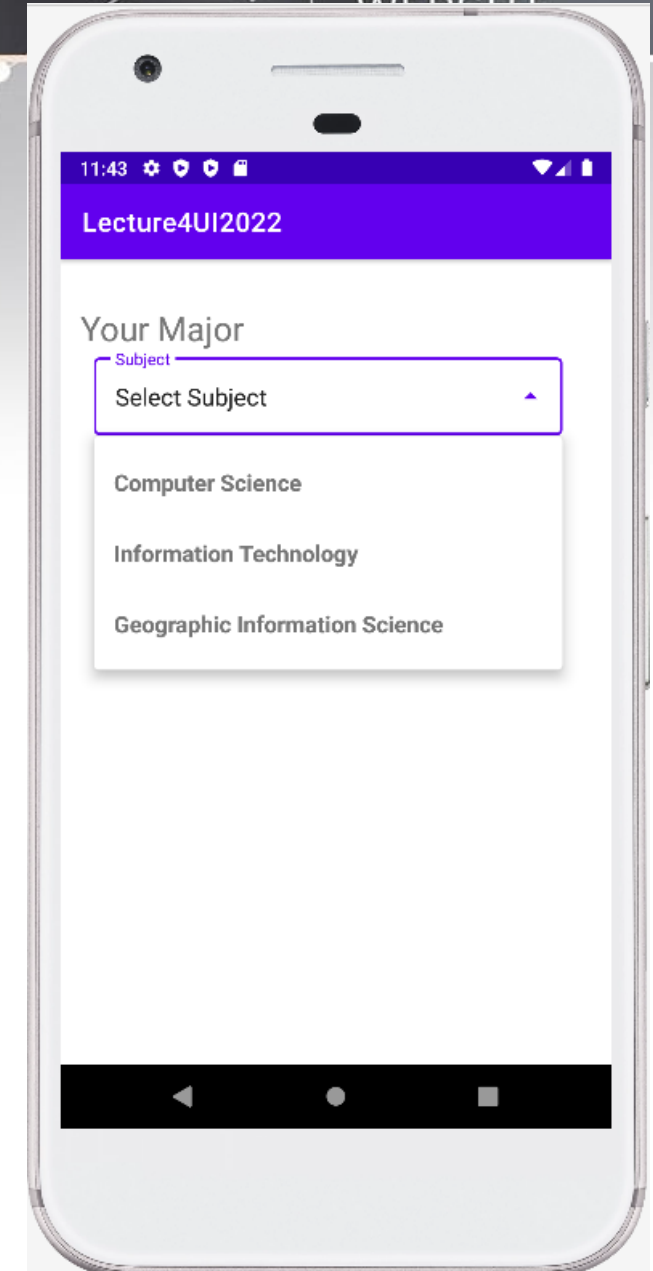 11:43
Lecture4UI2022
Your Major
Subject
Select Subject
Computer Science
Information Technology
Geographic Information Science